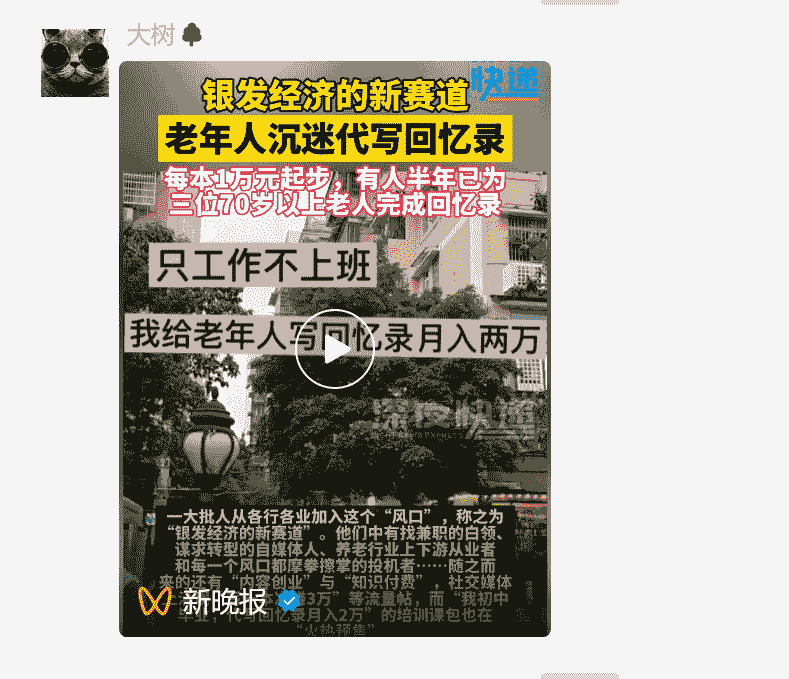 大树
快递
银发经济的新赛道
老年人沉迷代写回忆录
每本1万元起步，有人半年已为
三位70岁以上老人完成回忆录
只工作不上班
我给老年人写回忆录月入两万
深夜快递
一大批人从各行各业加入这个“风口”，称之为
“银发经济的新赛道”。他们中有找兼职的白领、
谋求转型的自媒体人、养老行业上下游从业者
和每一个风口都摩拳擦掌的投机者……随之而
来的还有“内容创业”与“知识付费”，社交媒体
3万”等流量帖，而“我初中
毕业，代写回忆录月入2万”的培训课包也在
“火热预售”
新晚报